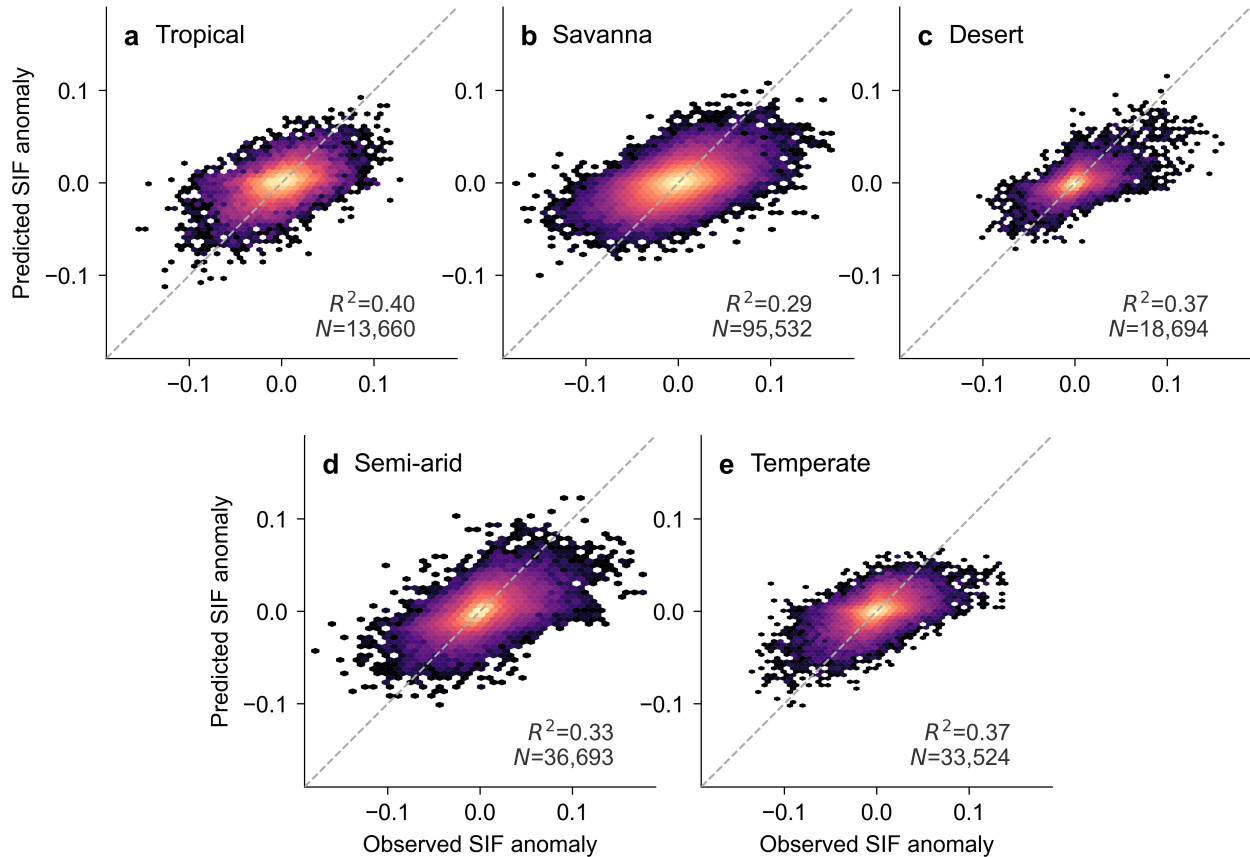 a Tropical
b Savanna
c Desert
Predicted SIF anomaly
0.1
0.0
−0.1
R²=0.40
N=13,660
−0.1 0.0 0.1
0.1
0.0
−0.1
R²=0.29
N=95,532
−0.1 0.0 0.1
0.1
0.0
−0.1
R²=0.37
N=18,694
−0.1 0.0 0.1
d Semi-arid
e Temperate
Predicted SIF anomaly
0.1
0.0
−0.1
R²=0.33
N=36,693
−0.1 0.0 0.1
Observed SIF anomaly
0.1
0.0
−0.1
R²=0.37
N=33,524
−0.1 0.0 0.1
Observed SIF anomaly